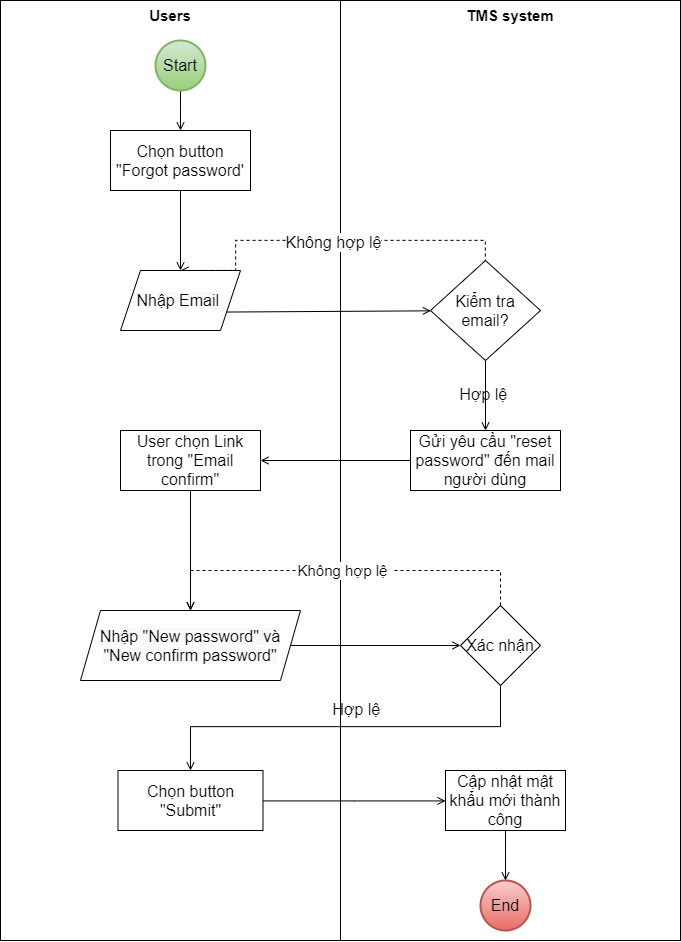 Users
TMS system
Start
Chọn button
"Forgot password'
Không hợp lệ
Nhập Email
Kiểm tra
email?
Hợp lệ
User chọn Link
trong "Email
confirm"
Gửi yêu cầu "reset
password" đến mail
người dùng
Không hợp lệ
Nhập "New password" và
"New confirm password"
Xác nhận
Hợp lệ
Chọn button
"Submit"
Cập nhật mật
khẩu mới thành
công
End